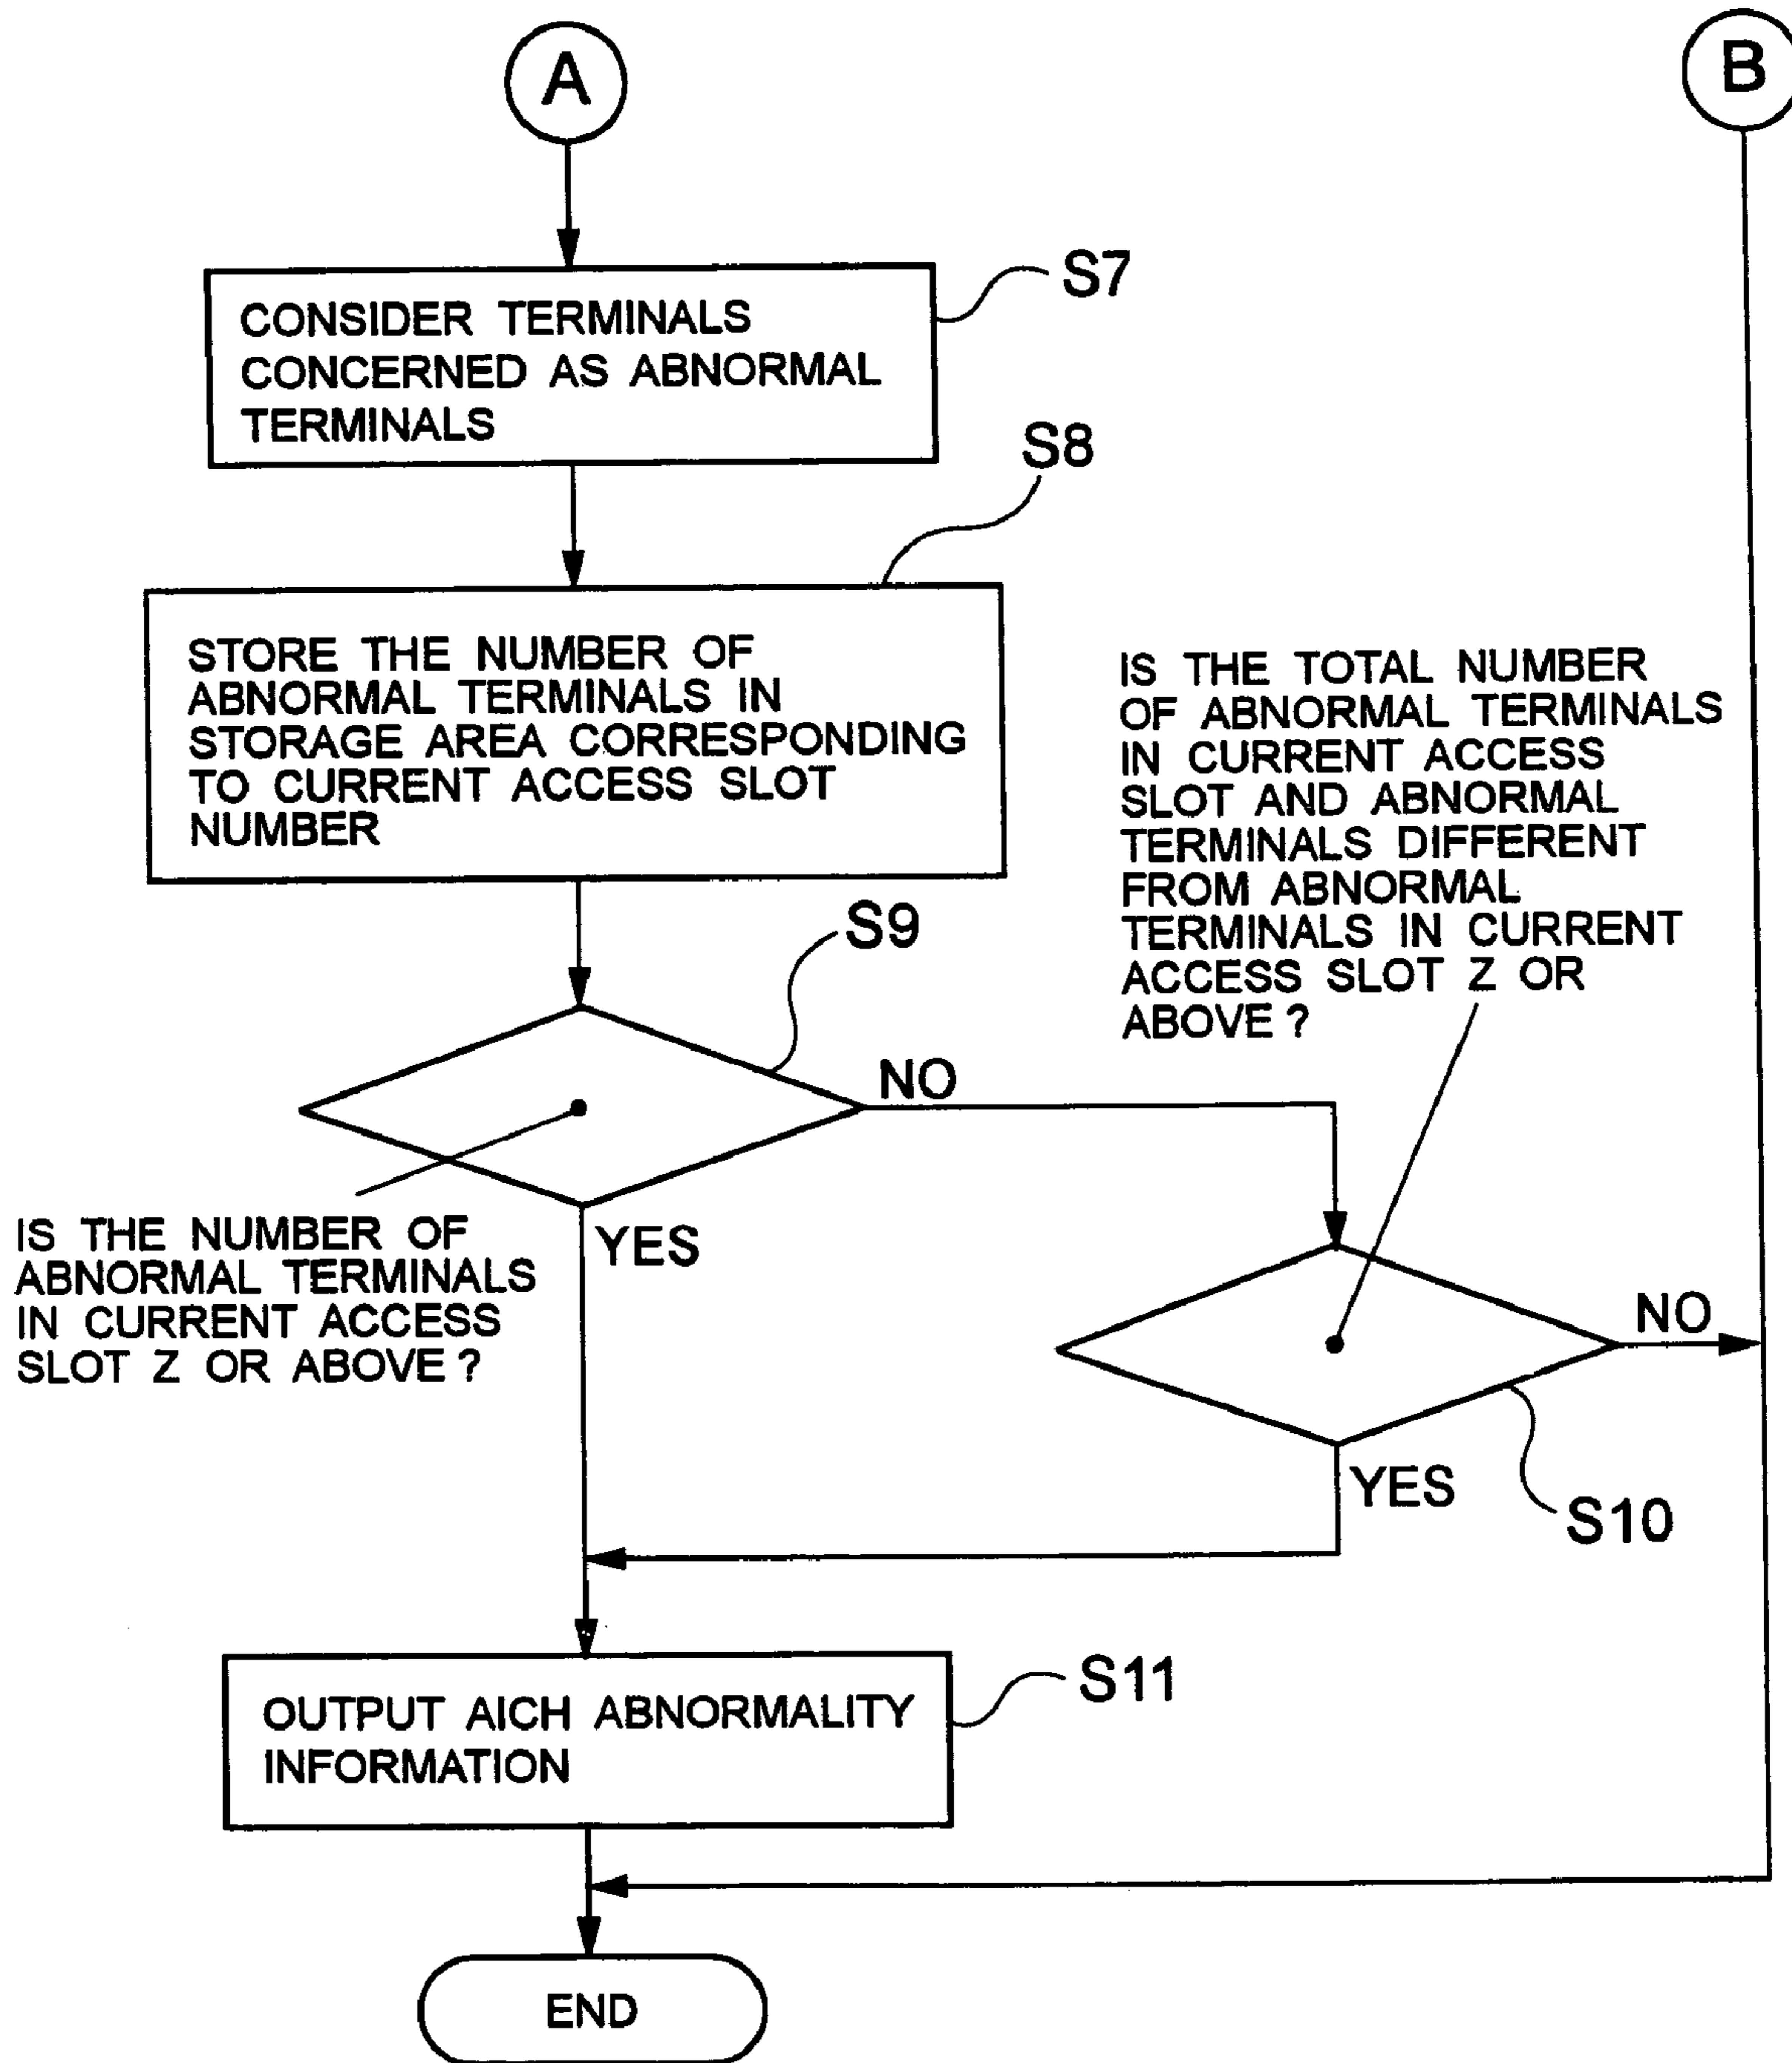 A
B
S7
CONSIDER TERMINALS
CONCERNED AS ABNORMAL
TERMINALS
S8
STORE THE NUMBER OF
ABNORMAL TERMINALS IN
STORAGE AREA CORRESPONDING
TO CURRENT ACCESS SLOT
NUMBER
IS THE TOTAL NUMBER
OF ABNORMAL TERMINALS
IN CURRENT ACCESS
SLOT AND ABNORMAL
TERMINALS DIFFERENT
FROM ABNORMAL
TERMINALS IN CURRENT
ACCESS SLOT Z OR
ABOVE ?
S9
NO
IS THE NUMBER OF
ABNORMAL TERMINALS
IN CURRENT ACCESS
SLOT Z OR ABOVE ?
YES
NO
YES
S10
S11
OUTPUT AICH ABNORMALITY
INFORMATION
END